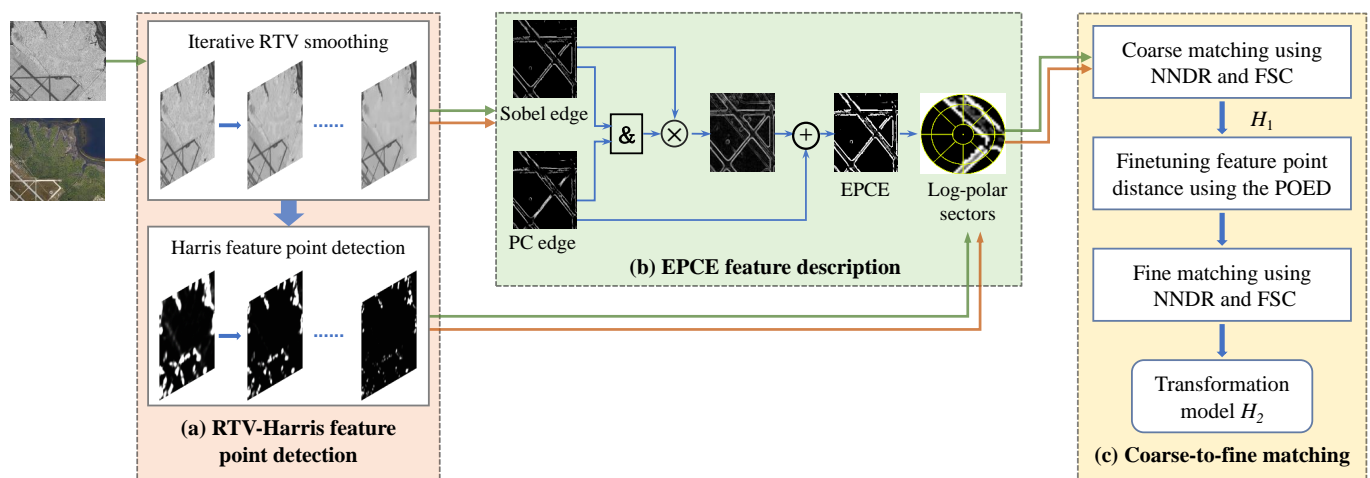 Iterative RTV smoothing
......
Harris feature point detection
......
(a) RTV-Harris feature
point detection
Sobel edge
PC edge
&
×
+
EPCE
Log-polar
sectors
(b) EPCE feature description
Coarse matching using
NNDR and FSC
H1
Finetuning feature point
distance using the POED
Fine matching using
NNDR and FSC
Transformation
model H2
(c) Coarse-to-fine matching